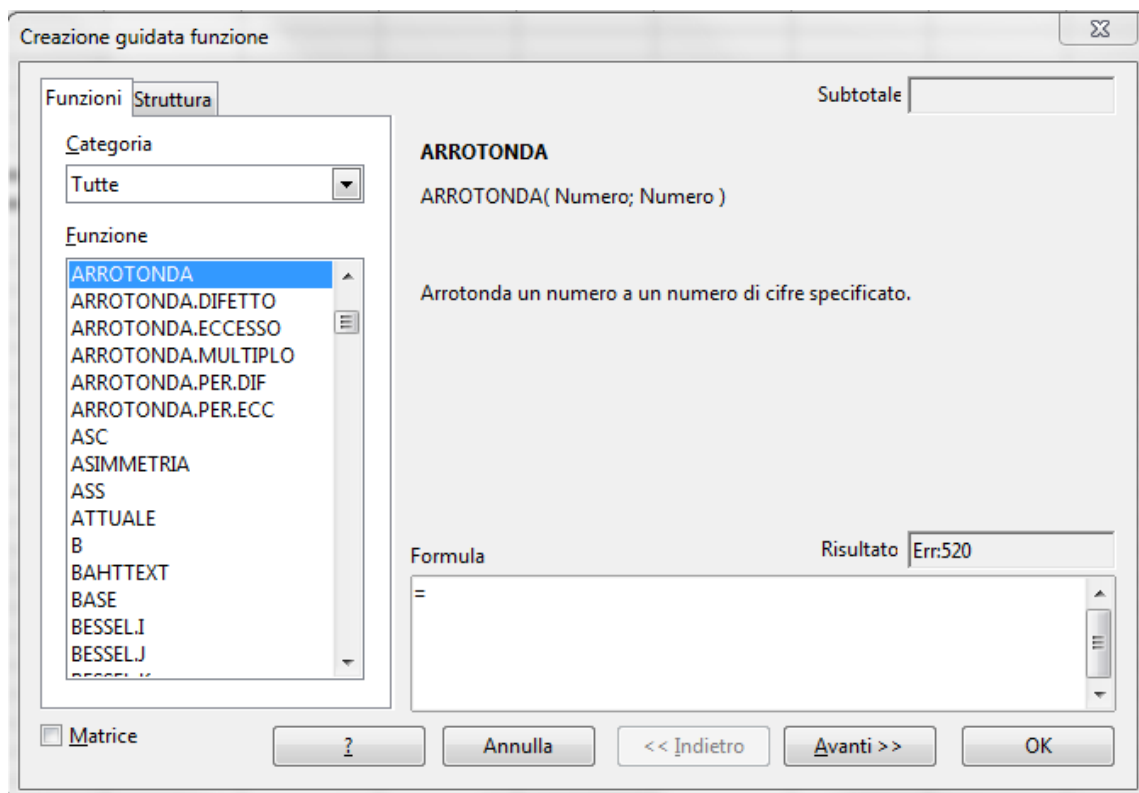 Creazione guidata funzione
Funzioni
Struttura
Subtotale
Categoria
Tutte
Funzione
ARROTONDA
ARROTONDA.DIFETTO
ARROTONDA.ECCESSO
ARROTONDA.MULTIPLO
ARROTONDA.PER.DIF
ARROTONDA.PER.ECC
ASC
ASIMMETRIA
ASS
ATTUALE
B
BAHTTEXT
BASE
BESSEL.I
BESSEL.J
ARROTONDA
ARROTONDA( Numero; Numero )
Arrotonda un numero a un numero di cifre specificato.
Formula
Risultato Err:520
=
Matrice
?
Annulla
<< Indietro
Avanti >>
OK